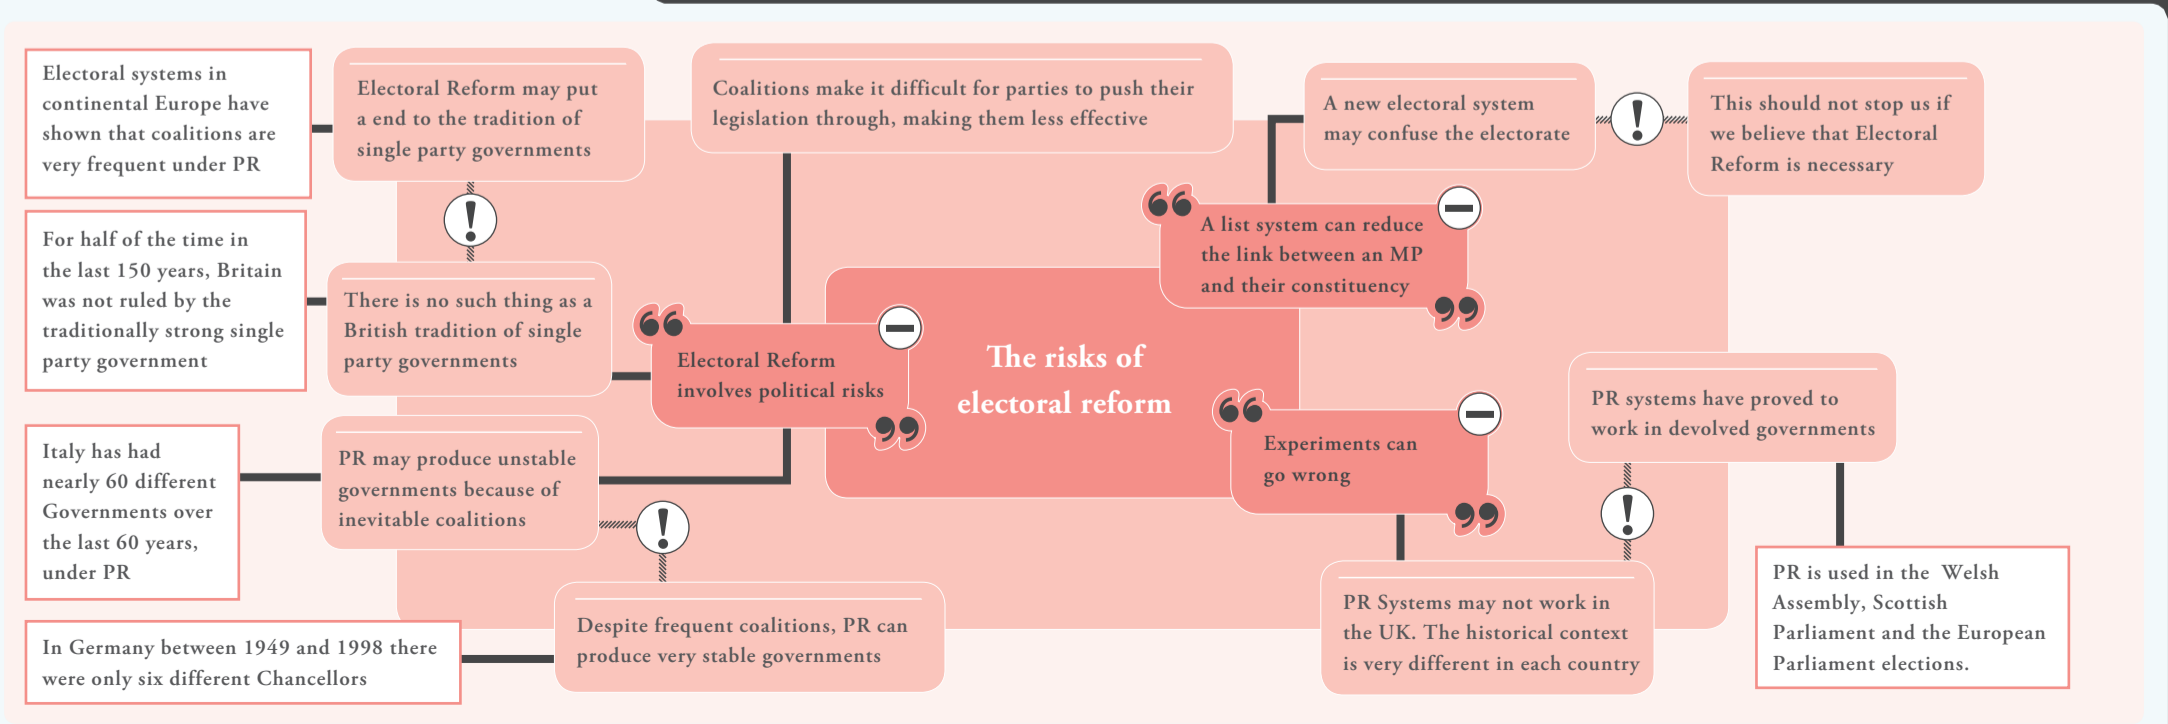 Electoral systems in
continental Europe have
shown that coalitions are
very frequent under PR
Electoral Reform may put
a end to the tradition of
single party governments
Coalitions make it difficult for parties to push their
legislation through, making them less effective
A new electoral system
may confuse the electorate
!
This should not stop us if
we believe that Electoral
Reform is necessary
!
“
A list system can reduce
the link between an MP
and their constituency
”
For half of the time in
the last 150 years, Britain
was not ruled by the
traditionally strong single
party government
There is no such thing as a
British tradition of single
party governments
“
Electoral Reform
involves political risks
”
The risks of
electoral reform
“
Experiments can
go wrong
”
PR systems have proved to
work in devolved governments
Italy has had
nearly 60 different
Governments over
the last 60 years,
under PR
PR may produce unstable
governments because of
inevitable coalitions
!
!
In Germany between 1949 and 1998 there
were only six different Chancellors
Despite frequent coalitions, PR can
produce very stable governments
PR Systems may not work in
the UK. The historical context
is very different in each country
PR is used in the Welsh
Assembly, Scottish
Parliament and the European
Parliament elections.